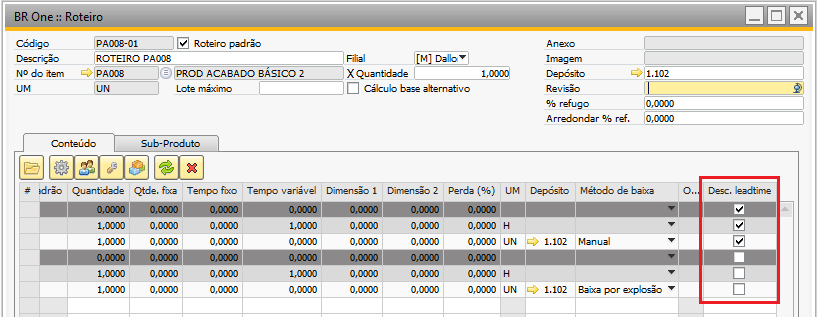 BR One :: Roteiro
Código PA008-01 Roteiro padrão Anexo
Descrição ROTEIRO PA008 Filial [M] Dallo Imagem
Nº do item PA008 PROD ACABADO BÁSICO 2 X Quantidade 1,0000 Depósito 1.102
UM UN Lote máximo Cálculo base alternativo Revisão
% refugo 0,0000
Arredondar % ref. 0,0000
Conteúdo Sub-Produto
# jdrão Quantidade Qtde. fixa Tempo fixo Tempo variável Dimensão 1 Dimensão 2 Perda (%) UM Depósito Método de baixa O... Desc. leadtime
0,0000 0,0000 0,0000 0,0000 0,0000 0,0000 0,0000
1,0000 0,0000 0,0000 1,0000 0,0000 0,0000 0,0000 H
1,0000 0,0000 0,0000 0,0000 0,0000 0,0000 0,0000 UN 1.102 Manual
0,0000 0,0000 0,0000 0,0000 0,0000 0,0000 0,0000
1,0000 0,0000 0,0000 1,0000 0,0000 0,0000 0,0000 H
1,0000 0,0000 0,0000 0,0000 0,0000 0,0000 0,0000 UN 1.102 Baixa por explosão